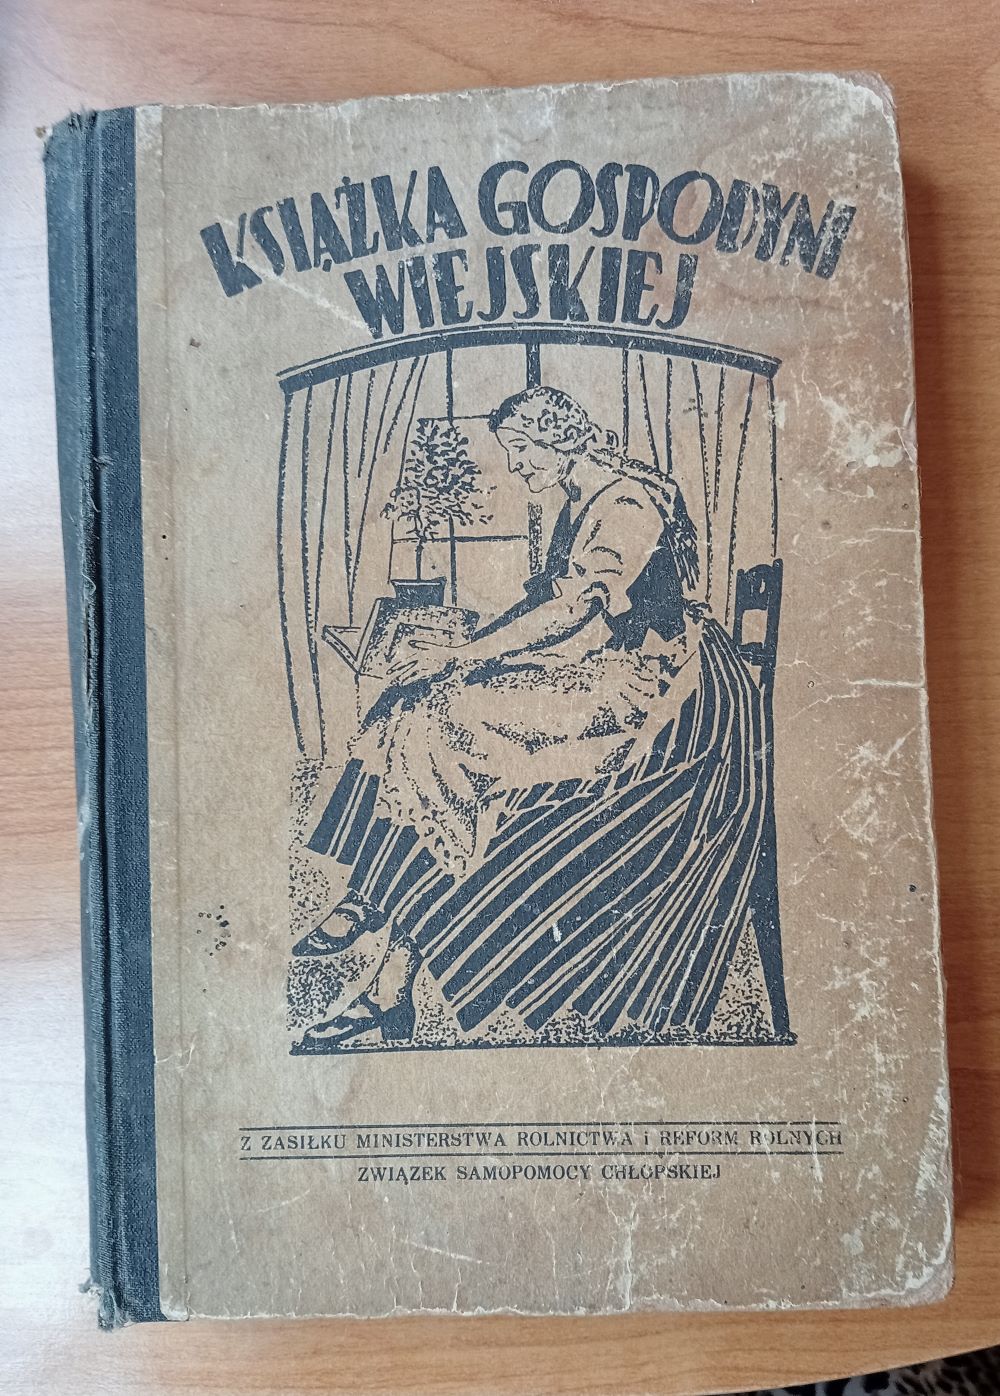 KSIĄŻKA GOSPODYNI
WIEJSKIEJ
Z ZASIŁKU MINISTERSTWA ROLNICTWA i REFORM ROLNYCH
ZWIĄZEK SAMOPOMOCY CHŁOPSKIEJ